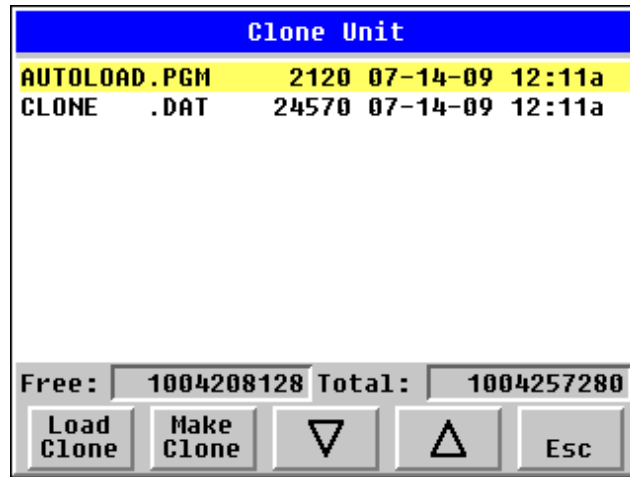 Clone Unit
AUTOLOAD.PGM 2120 07-14-09 12:11a
CLONE .DAT 24570 07-14-09 12:11a
Free: 1004208128 Total: 1004257280
Load Clone Make Clone Esc